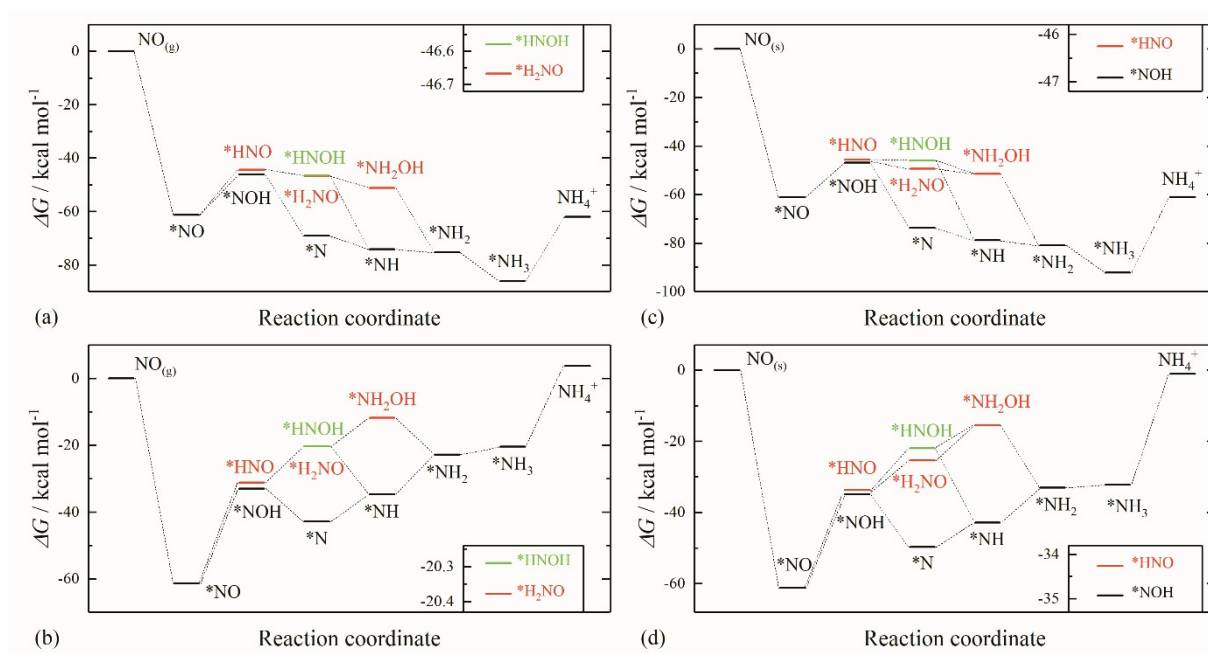 NO(g)
*HNO
*NOH
*HNOH
*H₂NO
*NH₂OH
*NO
*N
*NH
*NH₂
*NH₃
NH₄⁺
-46.6
-46.7
*HNOH
*H₂NO
0
-20
-40
-60
-80
ΔG / kcal mol⁻¹
(a)
Reaction coordinate
NO(s)
*HNO
*NOH
*HNOH
*H₂NO
*NH₂OH
*NO
*N
*NH
*NH₂
*NH₃
NH₄⁺
-46
-47
*HNO
*NOH
0
-20
-40
-60
-80
-100
ΔG / kcal mol⁻¹
(c)
Reaction coordinate
NO(g)
*NH₂OH
*HNOH
*HNO
*H₂NO
*NOH
*NO
*N
*NH
*NH₂
*NH₃
NH₄⁺
-20.3
-20.4
*HNOH
*H₂NO
0
-20
-40
-60
ΔG / kcal mol⁻¹
(b)
Reaction coordinate
NO(s)
NH₄⁺
*NH₂OH
*HNOH
*HNO
*H₂NO
*NOH
*NO
*N
*NH
*NH₂
*NH₃
-34
-35
*HNO
*NOH
0
-20
-40
-60
ΔG / kcal mol⁻¹
(d)
Reaction coordinate